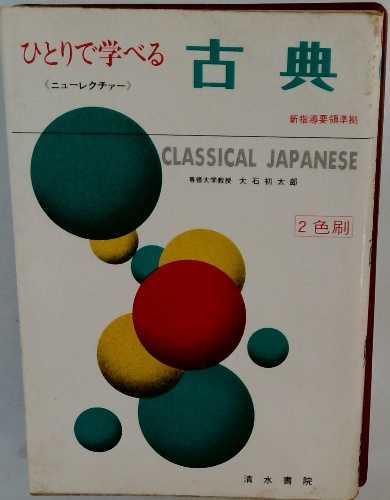 ひとりで学べる 古典
《ニューレクチャー》
新指導要領準拠
CLASSICAL JAPANESE
専修大学教授 大石初太郎
2色刷
清水書院